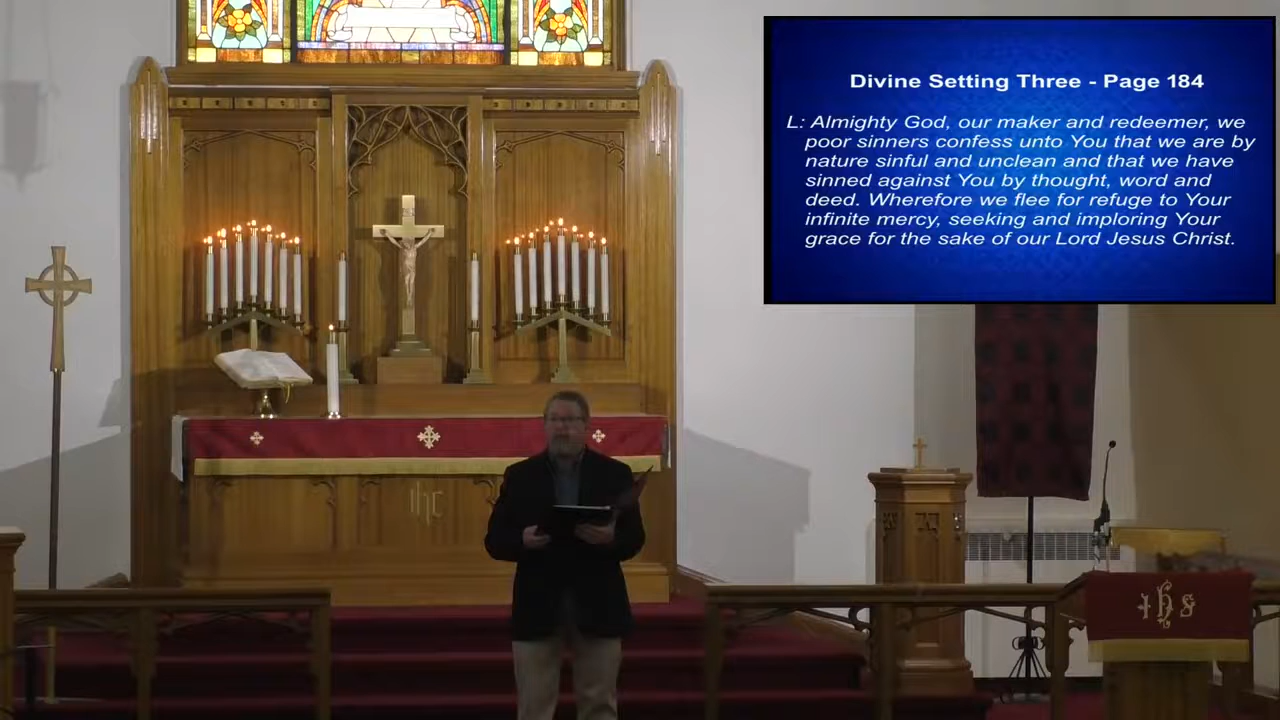 Divine Setting Three - Page 184
L: Almighty God, our maker and redeemer, we
poor sinners confess unto You that we are by
nature sinful and unclean and that we have
sinned against You by thought, word and
deed. Wherefore we flee for refuge to Your
infinite mercy, seeking and imploring Your
grace for the sake of our Lord Jesus Christ.
ihc
IHS